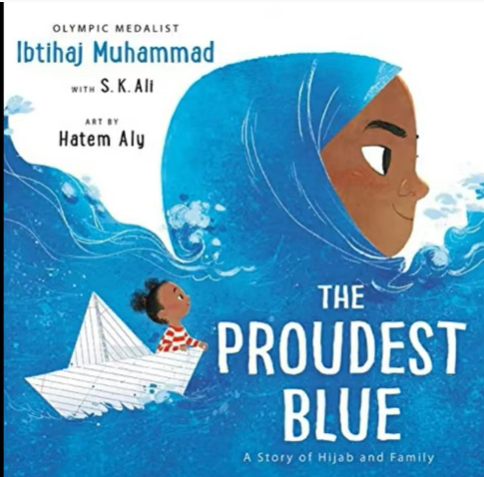 OLYMPIC MEDALIST
Ibtihaj Muhammad
WITH S. K. Ali
ART BY
Hatem Aly
THE
PROUDEST
BLUE
A Story of Hijab and Family